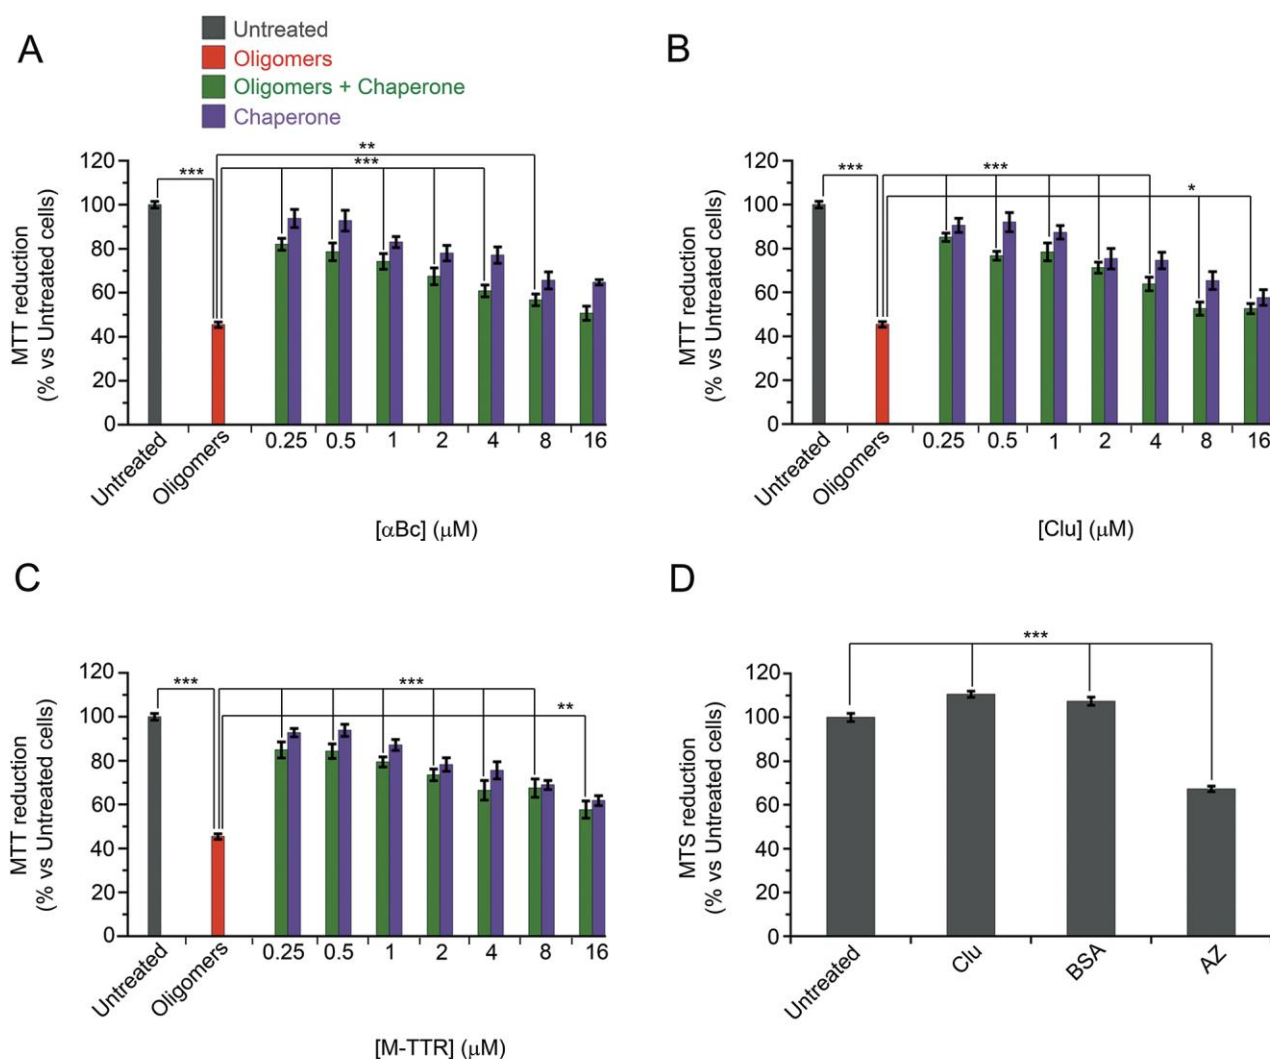 A
Untreated
Oligomers
Oligomers + Chaperone
Chaperone
MTT reduction
(% vs Untreated cells)
120
100
80
60
40
20
0
***
**
***
Untreated
Oligomers
0.25 0.5 1 2 4 8 16
[αBc] (μM)
B
MTT reduction
(% vs Untreated cells)
120
100
80
60
40
20
0
***
***
*
Untreated
Oligomers
0.25 0.5 1 2 4 8 16
[Clu] (μM)
C
MTT reduction
(% vs Untreated cells)
120
100
80
60
40
20
0
***
***
**
Untreated
Oligomers
0.25 0.5 1 2 4 8 16
[M-TTR] (μM)
D
MTS reduction
(% vs Untreated cells)
120
100
80
60
40
20
0
***
Untreated
Clu
BSA
AZ